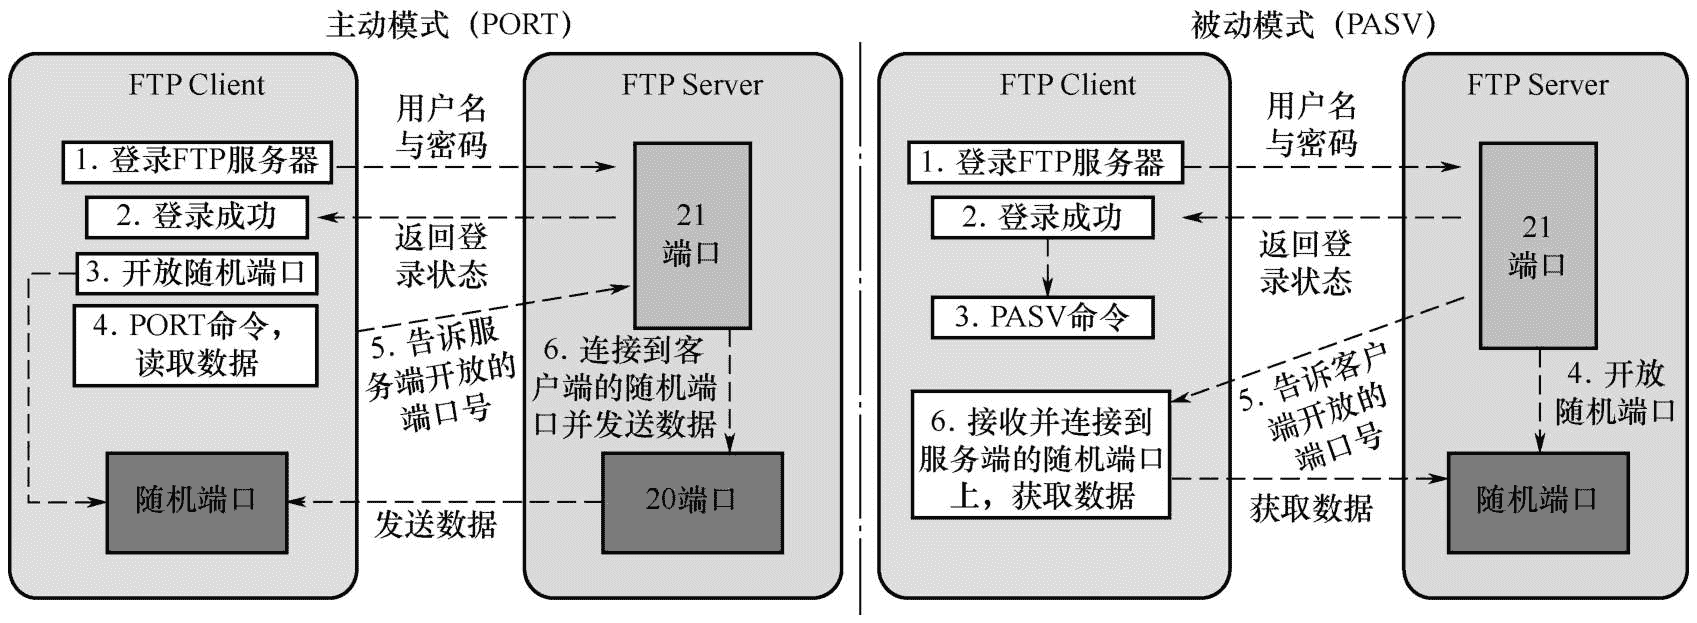 主动模式（PORT）
FTP Client
FTP Server
用户名
与密码
1. 登录FTP服务器
2. 登录成功
返回登
录状态
21
端口
3. 开放随机端口
4. PORT命令，
读取数据
5. 告诉服
务端开放的
端口号
6. 连接到客
户端的随机端
口并发送数据
随机端口
发送数据
20端口
被动模式（PASV）
FTP Client
FTP Server
用户名
与密码
1. 登录FTP服务器
2. 登录成功
返回登
录状态
21
端口
3. PASV命令
4. 开放
随机端口
5. 告诉客户
端开放的
端口号
6. 接收并连接到
服务端的随机端口
上，获取数据
获取数据
随机端口